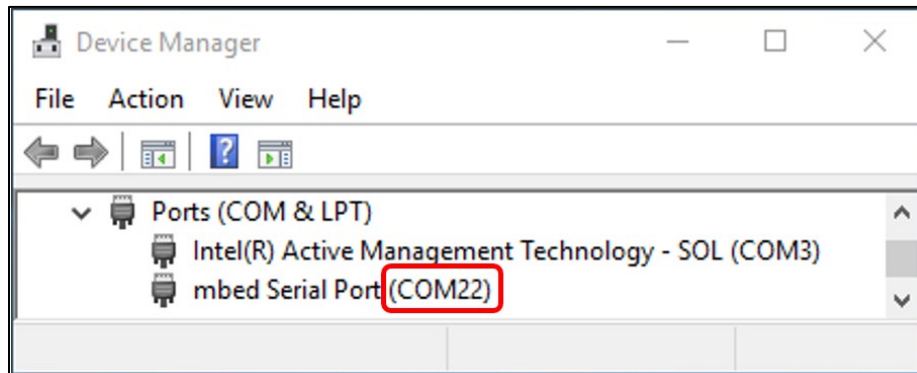 Device Manager
File Action View Help
Ports (COM & LPT)
Intel(R) Active Management Technology - SOL (COM3)
mbed Serial Port (COM22)